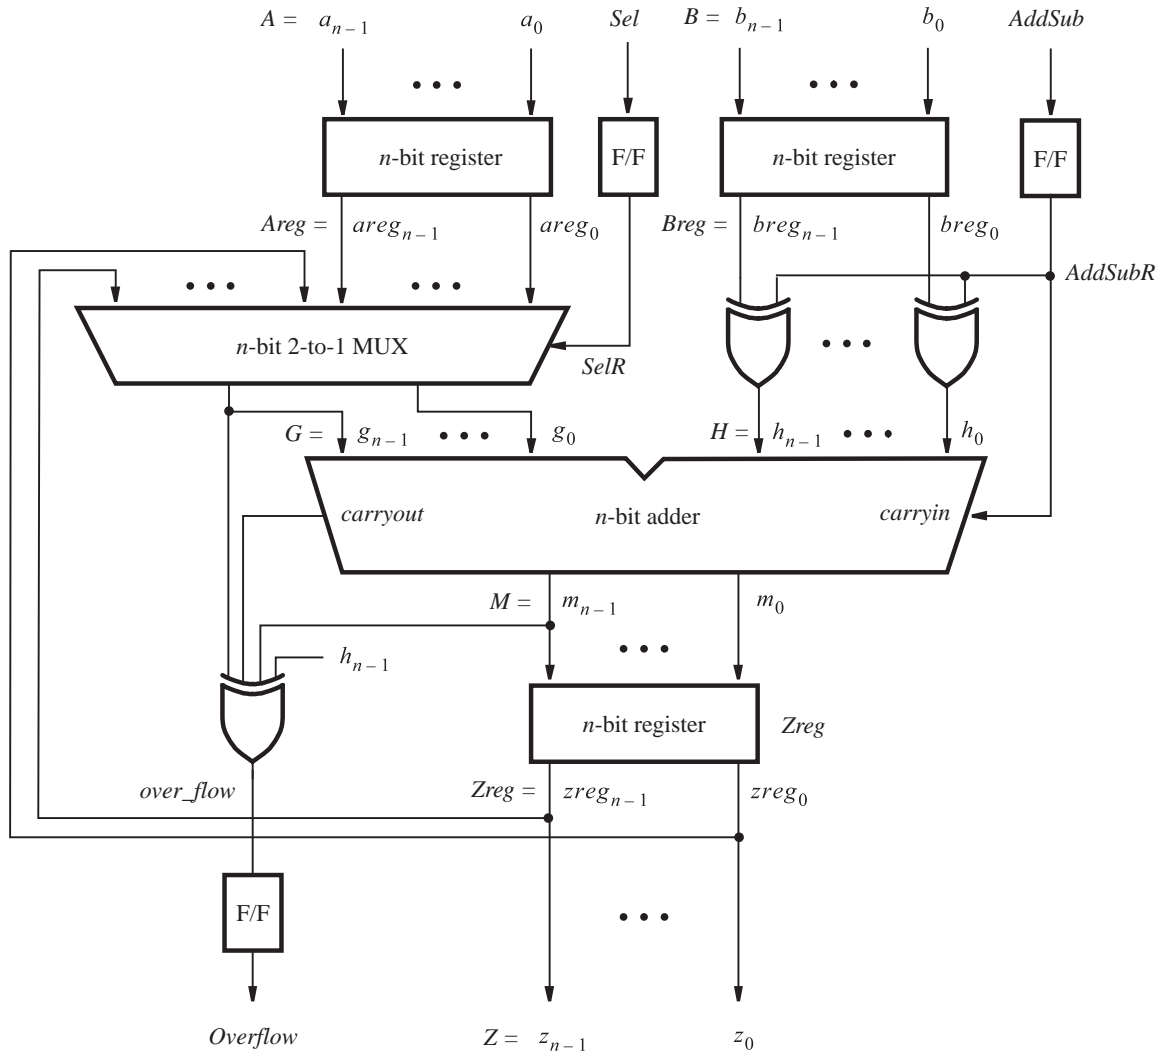 A = a_{n – 1} a_0 Sel B = b_{n – 1} b_0 AddSub
n-bit register F/F n-bit register F/F
Areg = areg_{n – 1} areg_0 Breg = breg_{n – 1} breg_0
AddSubR
n-bit 2-to-1 MUX
SelR
G = g_{n – 1} g_0 H = h_{n – 1} h_0
carryout n-bit adder carryin
M = m_{n – 1} m_0
h_{n – 1}
n-bit register Zreg
over_flow Zreg = zreg_{n – 1} zreg_0
F/F
Overflow Z = z_{n – 1} z_0